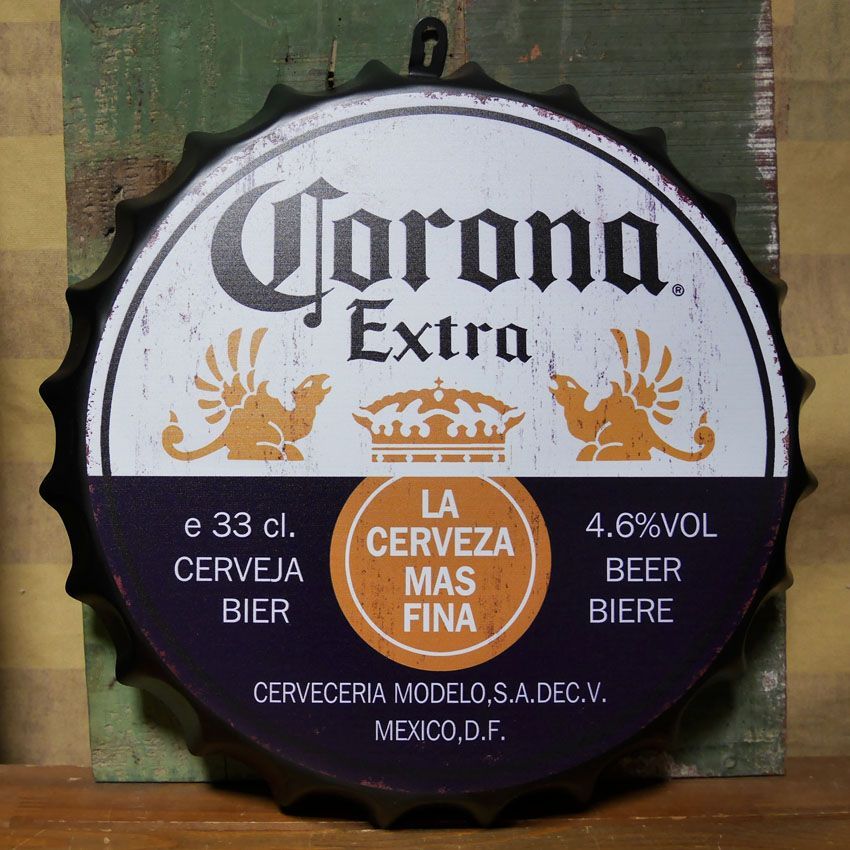 Corona®
Extra
LA
CERVEZA
MAS
FINA
e 33 cl.
CERVEJA
BIER
4.6%VOL
BEER
BIERE
CERVECERIA MODELO,S.A.DEC.V.
MEXICO,D.F.